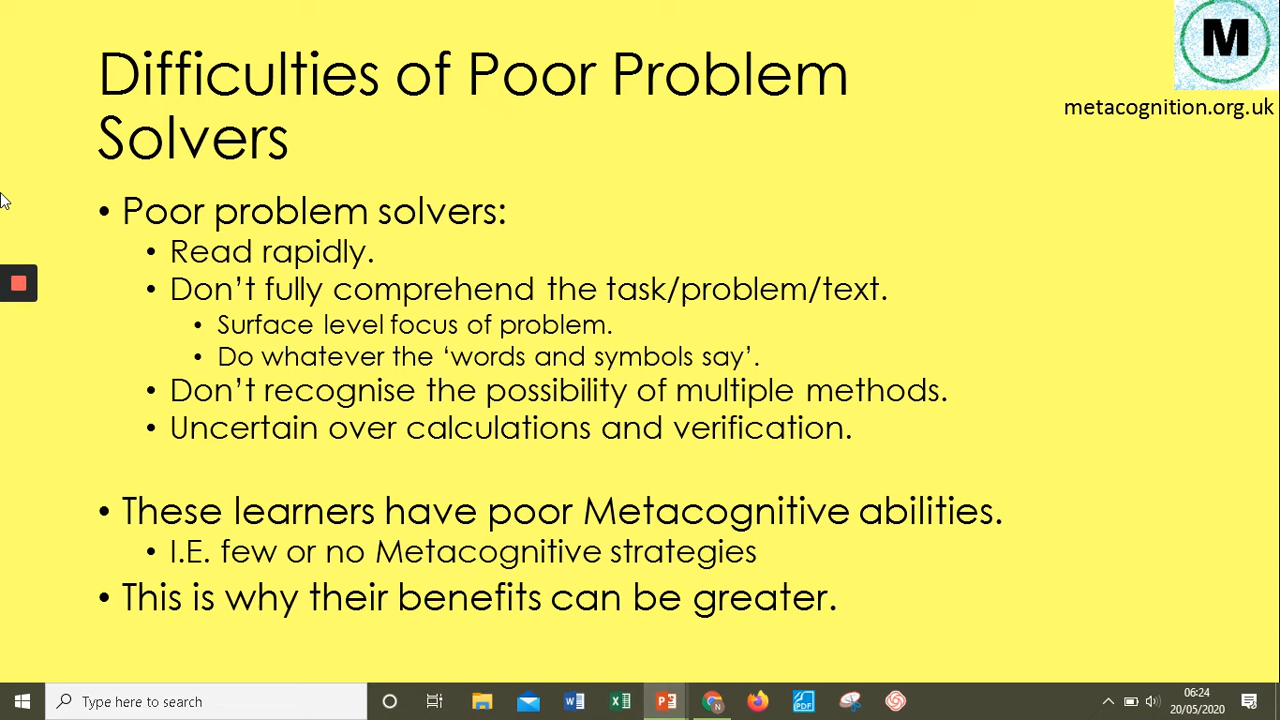 M
metacognition.org.uk
Difficulties of Poor Problem
Solvers
• Poor problem solvers:
• Read rapidly.
• Don’t fully comprehend the task/problem/text.
• Surface level focus of problem.
• Do whatever the ‘words and symbols say’.
• Don’t recognise the possibility of multiple methods.
• Uncertain over calculations and verification.
• These learners have poor Metacognitive abilities.
• I.E. few or no Metacognitive strategies
• This is why their benefits can be greater.
Type here to search
06:24
20/05/2020